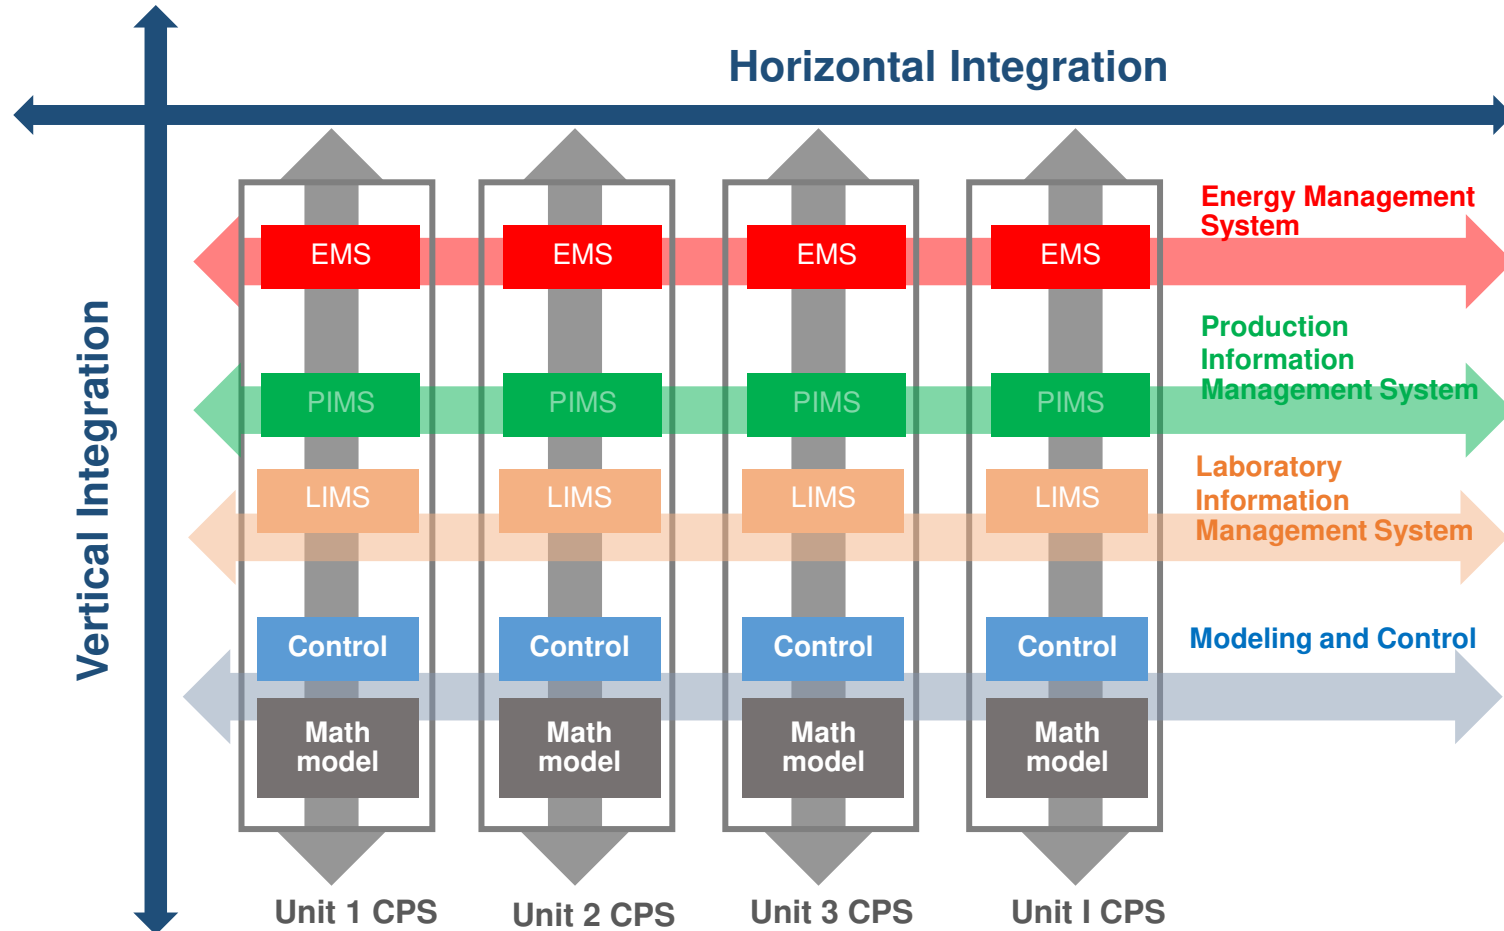 Horizontal Integration
Vertical Integration
Energy Management
System
EMS EMS EMS EMS
Production
Information
Management System
PIMS PIMS PIMS PIMS
Laboratory
Information
Management System
LIMS LIMS LIMS LIMS
Modeling and Control
Control Control Control Control
Math Math Math Math
model model model model
Unit 1 CPS Unit 2 CPS Unit 3 CPS Unit I CPS